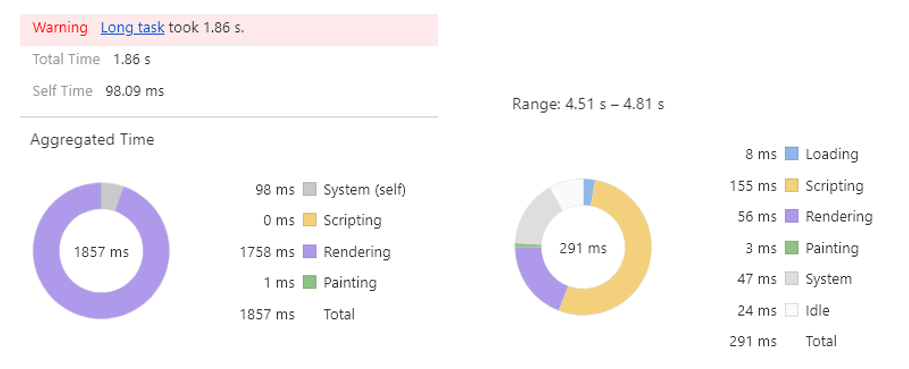 Warning Long task took 1.86 s.
Total Time 1.86 s
Self Time 98.09 ms
Aggregated Time
1857 ms
98 ms System (self)
0 ms Scripting
1758 ms Rendering
1 ms Painting
1857 ms Total
Range: 4.51 s – 4.81 s
291 ms
8 ms Loading
155 ms Scripting
56 ms Rendering
3 ms Painting
47 ms System
24 ms Idle
291 ms Total